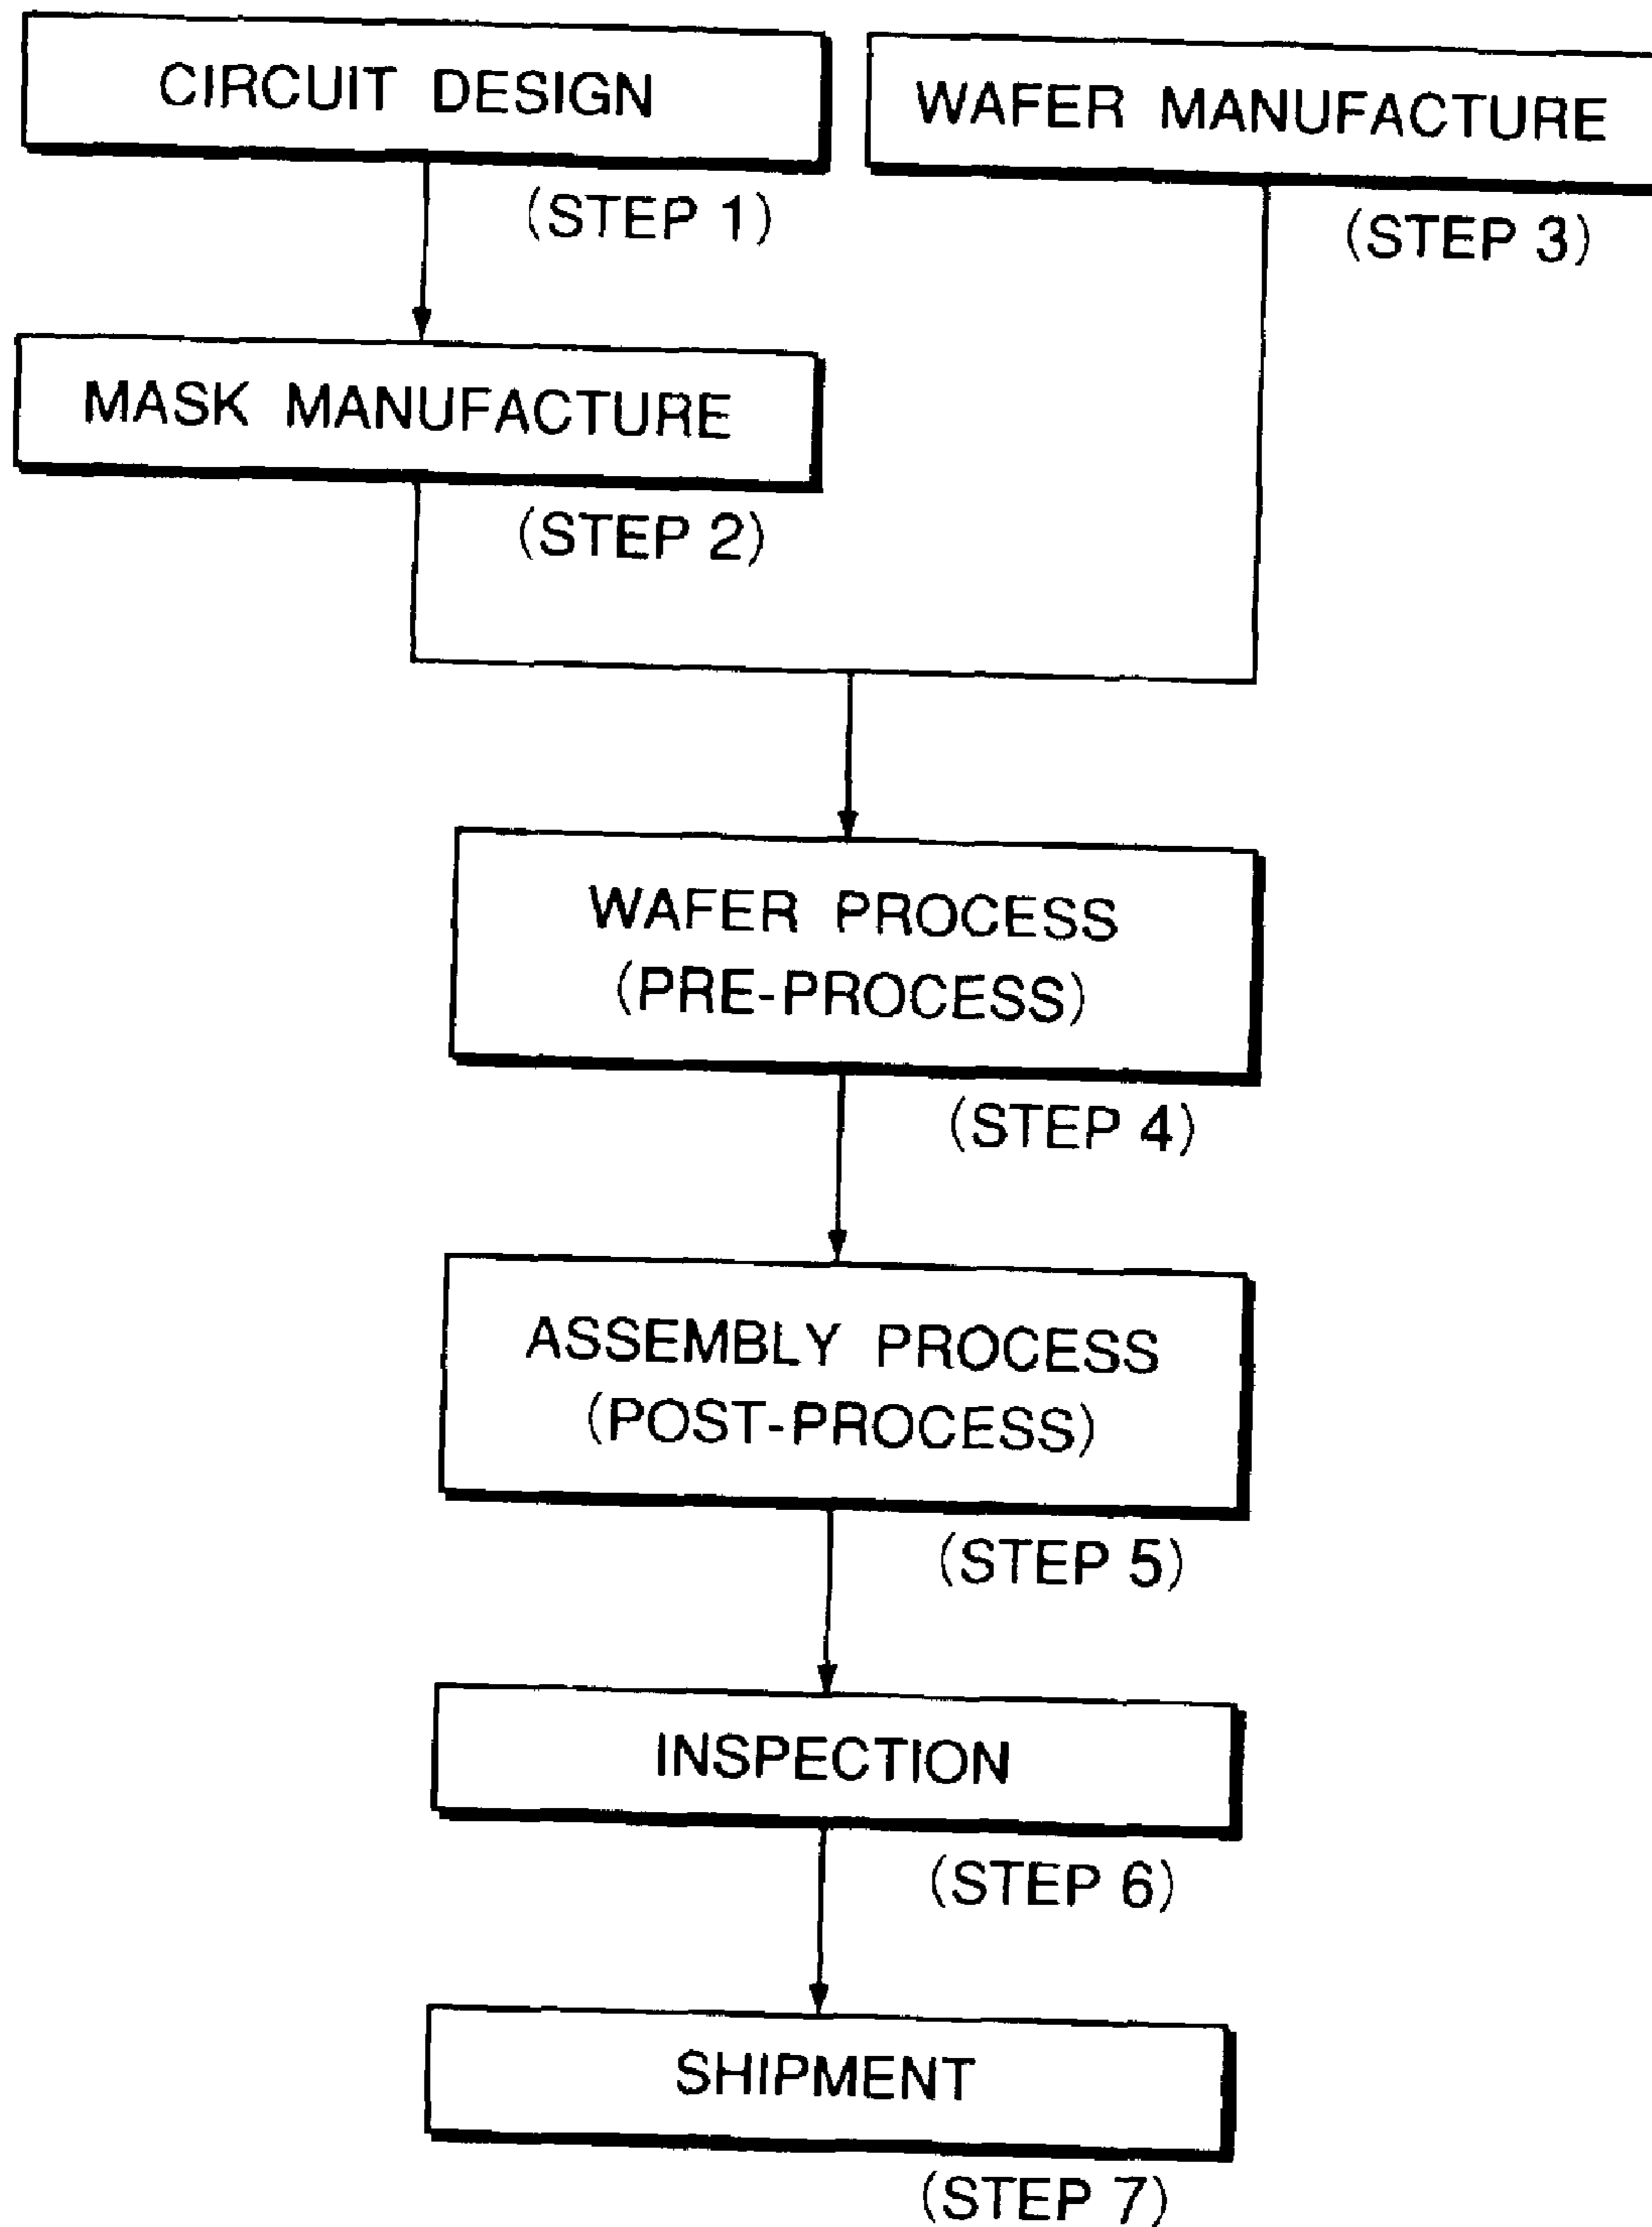 CIRCUIT DESIGN
(STEP 1)
WAFER MANUFACTURE
(STEP 3)
MASK MANUFACTURE
(STEP 2)
WAFER PROCESS
(PRE-PROCESS)
(STEP 4)
ASSEMBLY PROCESS
(POST-PROCESS)
(STEP 5)
INSPECTION
(STEP 6)
SHIPMENT
(STEP 7)